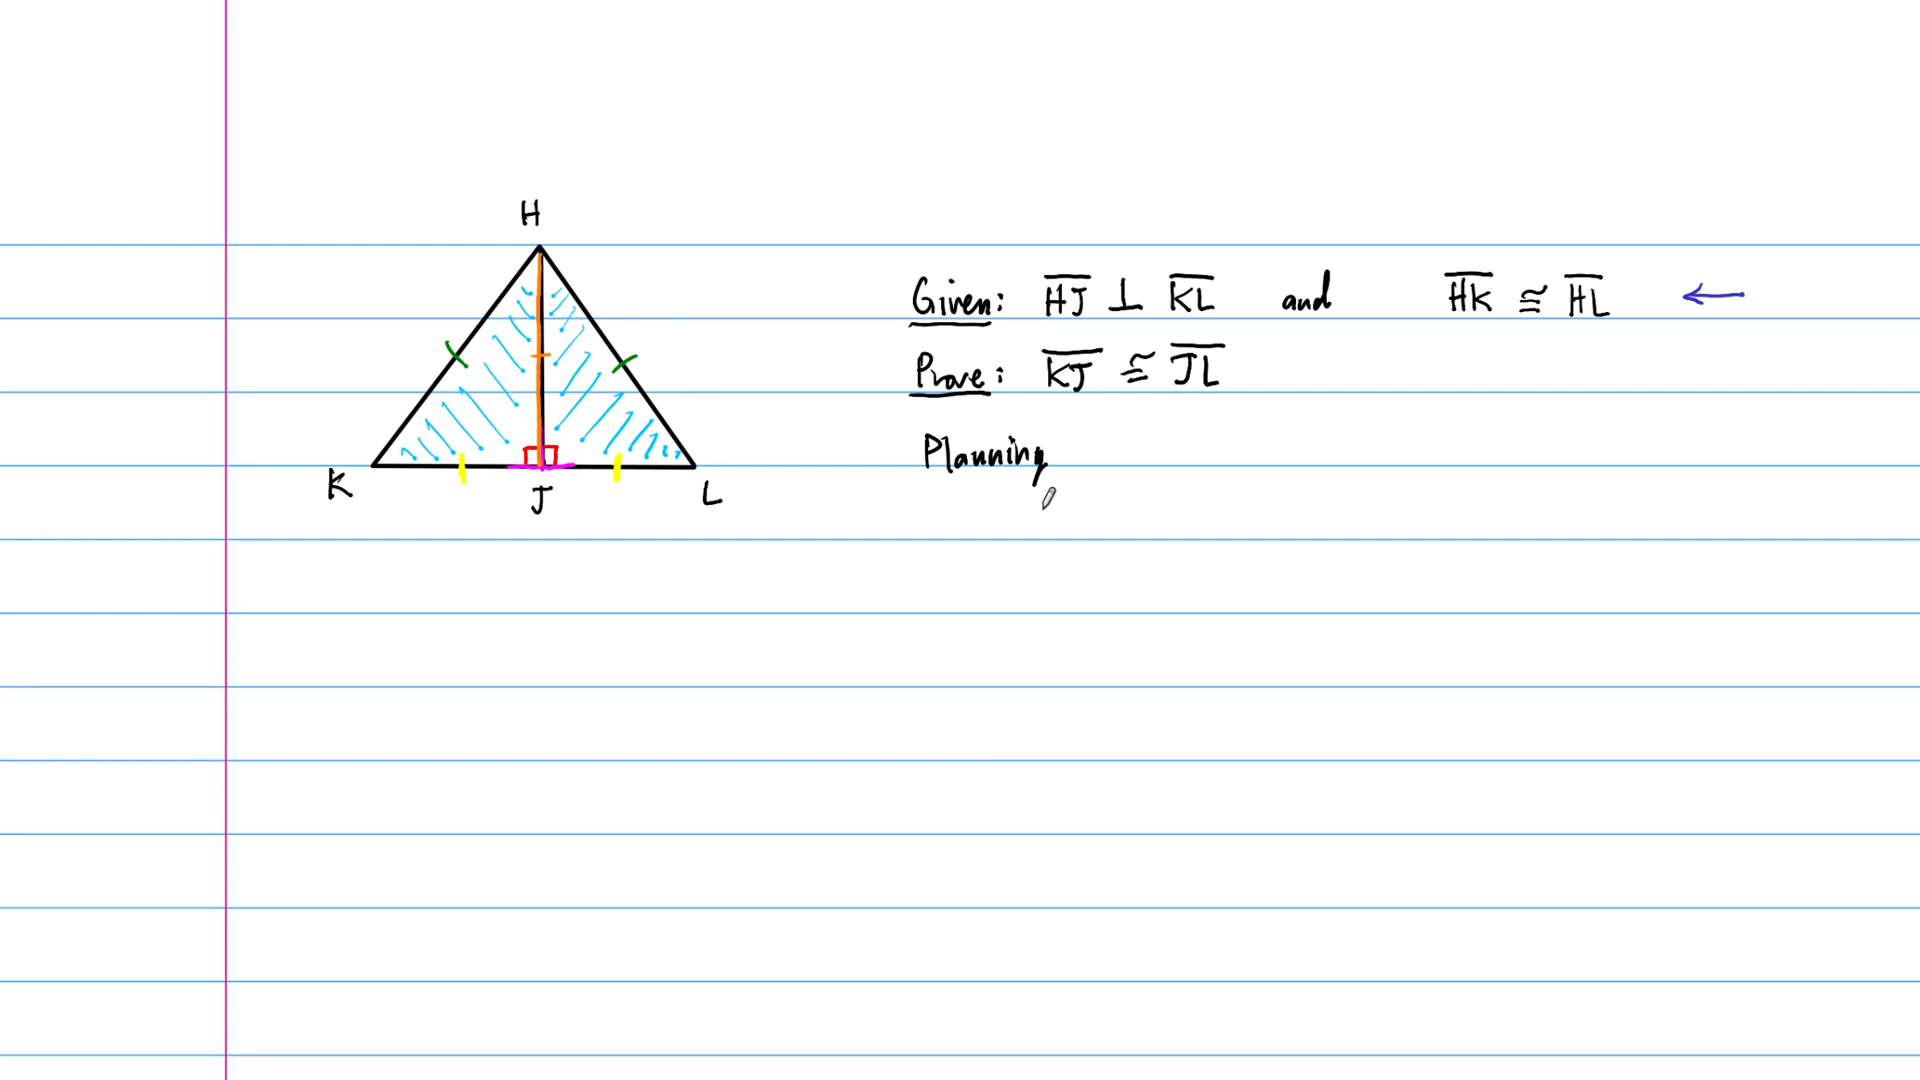 H
Given: HJ ⊥ KL and HK ≅ HL
Prove: KJ ≅ JL
Planning
K J L